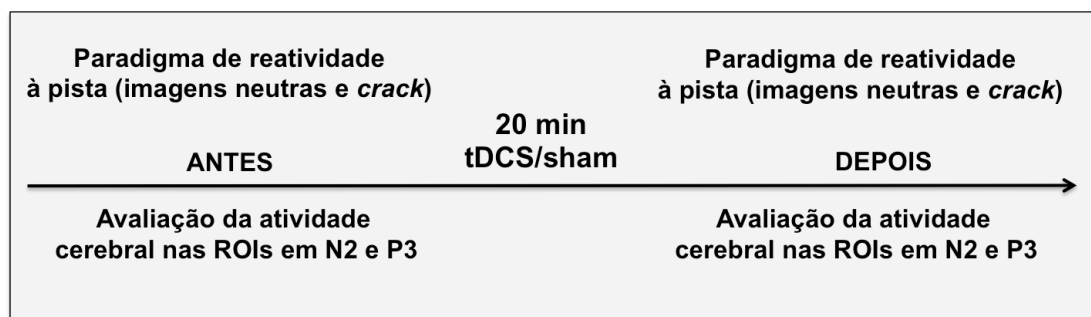 Paradigma de reatividade
à pista (imagens neutras e crack)
ANTES
Avaliação da atividade
cerebral nas ROIs em N2 e P3
20 min
tDCS/sham
Paradigma de reatividade
à pista (imagens neutras e crack)
DEPOIS
Avaliação da atividade
cerebral nas ROIs em N2 e P3